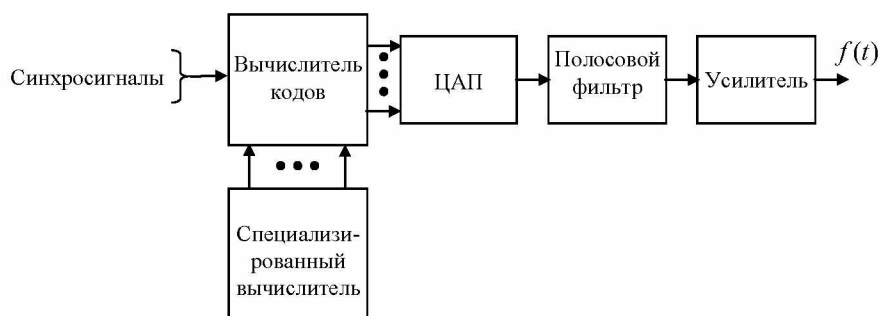 Синхросигналы
Вычислитель
кодов
ЦАП
Полосовой
фильтр
Усилитель
f(t)
Специализи-
рованный
вычислитель